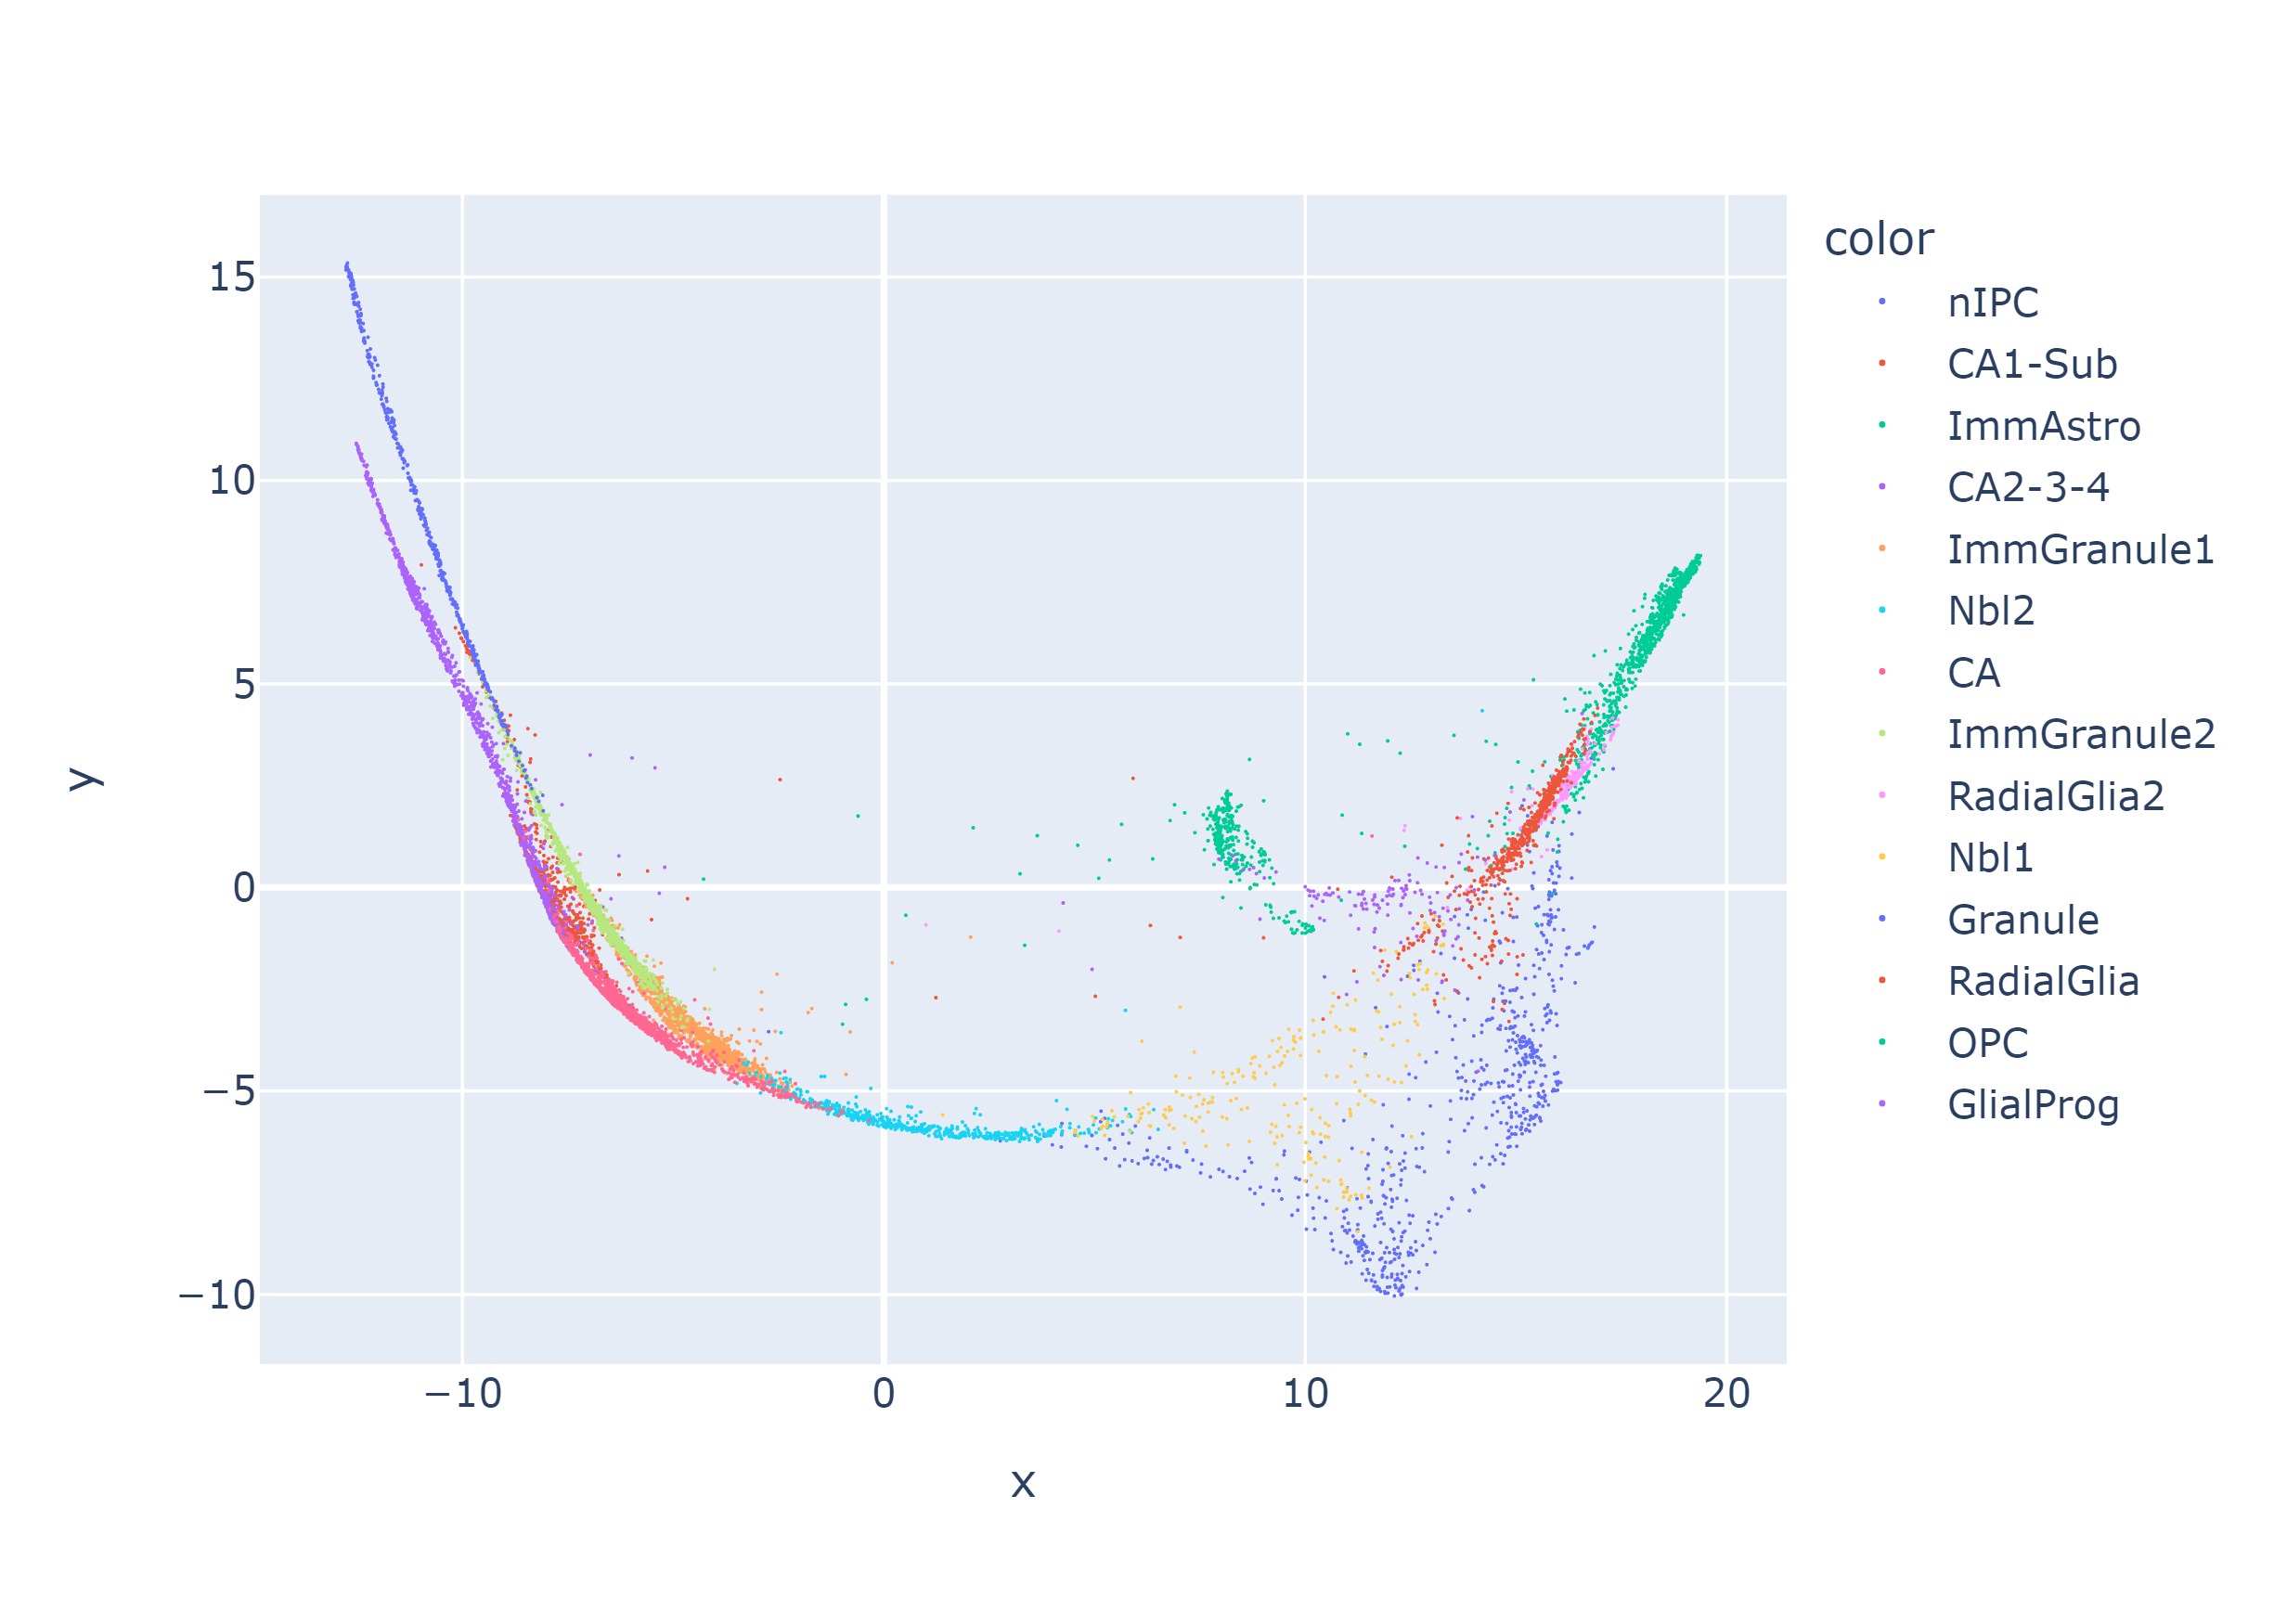 color
nIPC
CA1-Sub
ImmAstro
CA2-3-4
ImmGranule1
Nbl2
CA
ImmGranule2
RadialGlia2
Nbl1
Granule
RadialGlia
OPC
GlialProg
15
10
5
0
−5
−10
y
−10 0 10 20
x